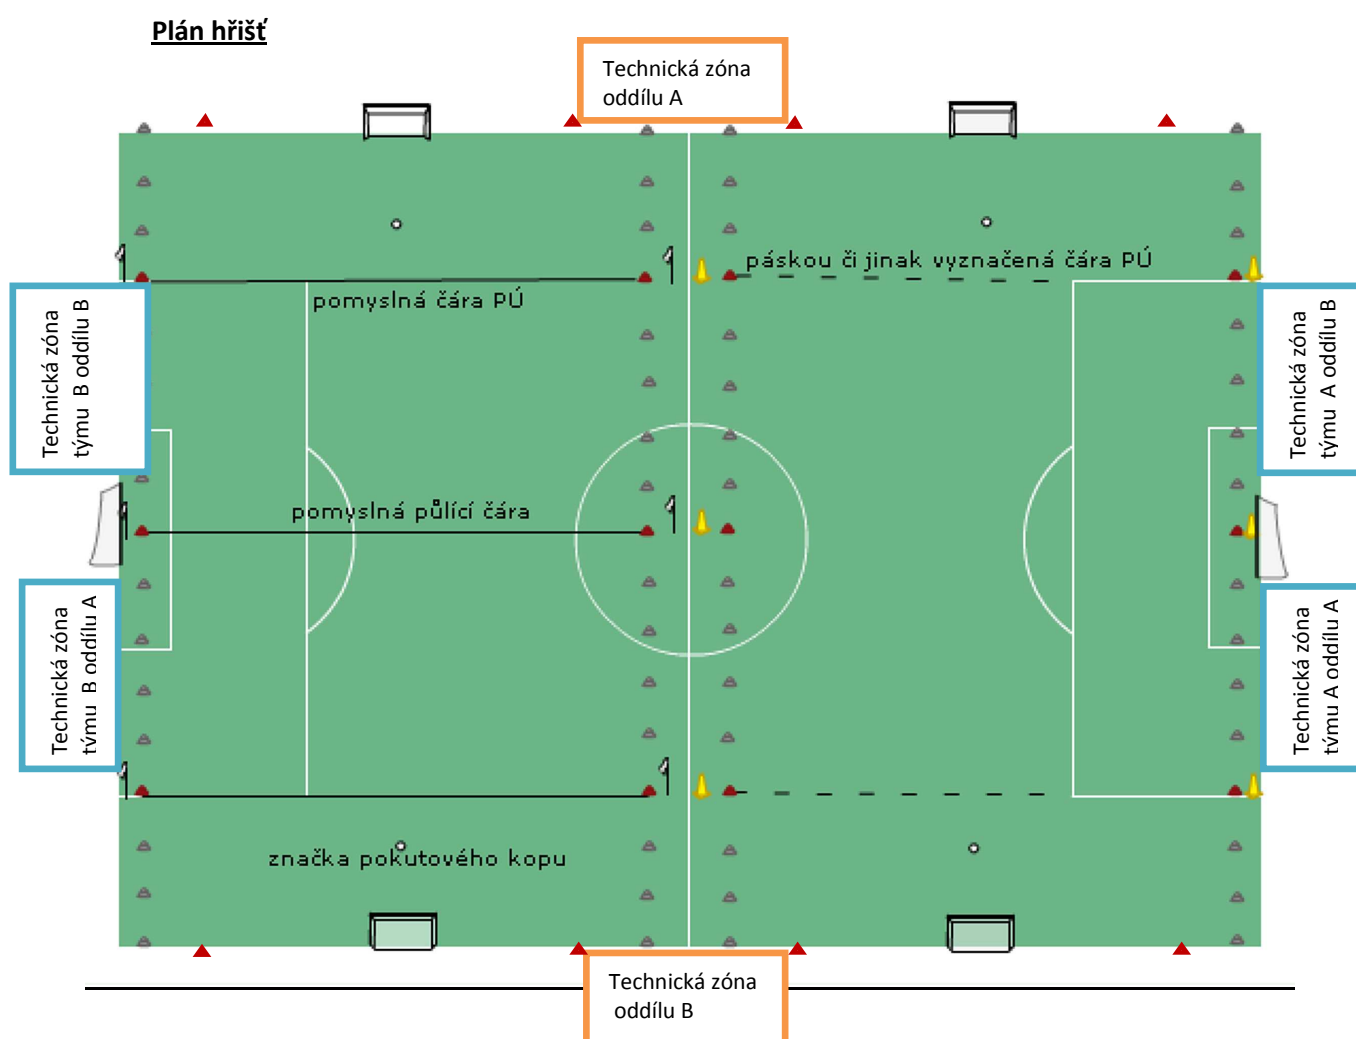 Plán hřišť
Technická zóna
oddílu A
páskou či jinak vyznačená čára PÚ
pomyslná čára PÚ
Technická zóna
týmu B oddílu B
Technická zóna
týmu A oddílu B
pomyslná půlící čára
Technická zóna
týmu B oddílu A
Technická zóna
týmu A oddílu A
značka pokutového kopu
Technická zóna
oddílu B